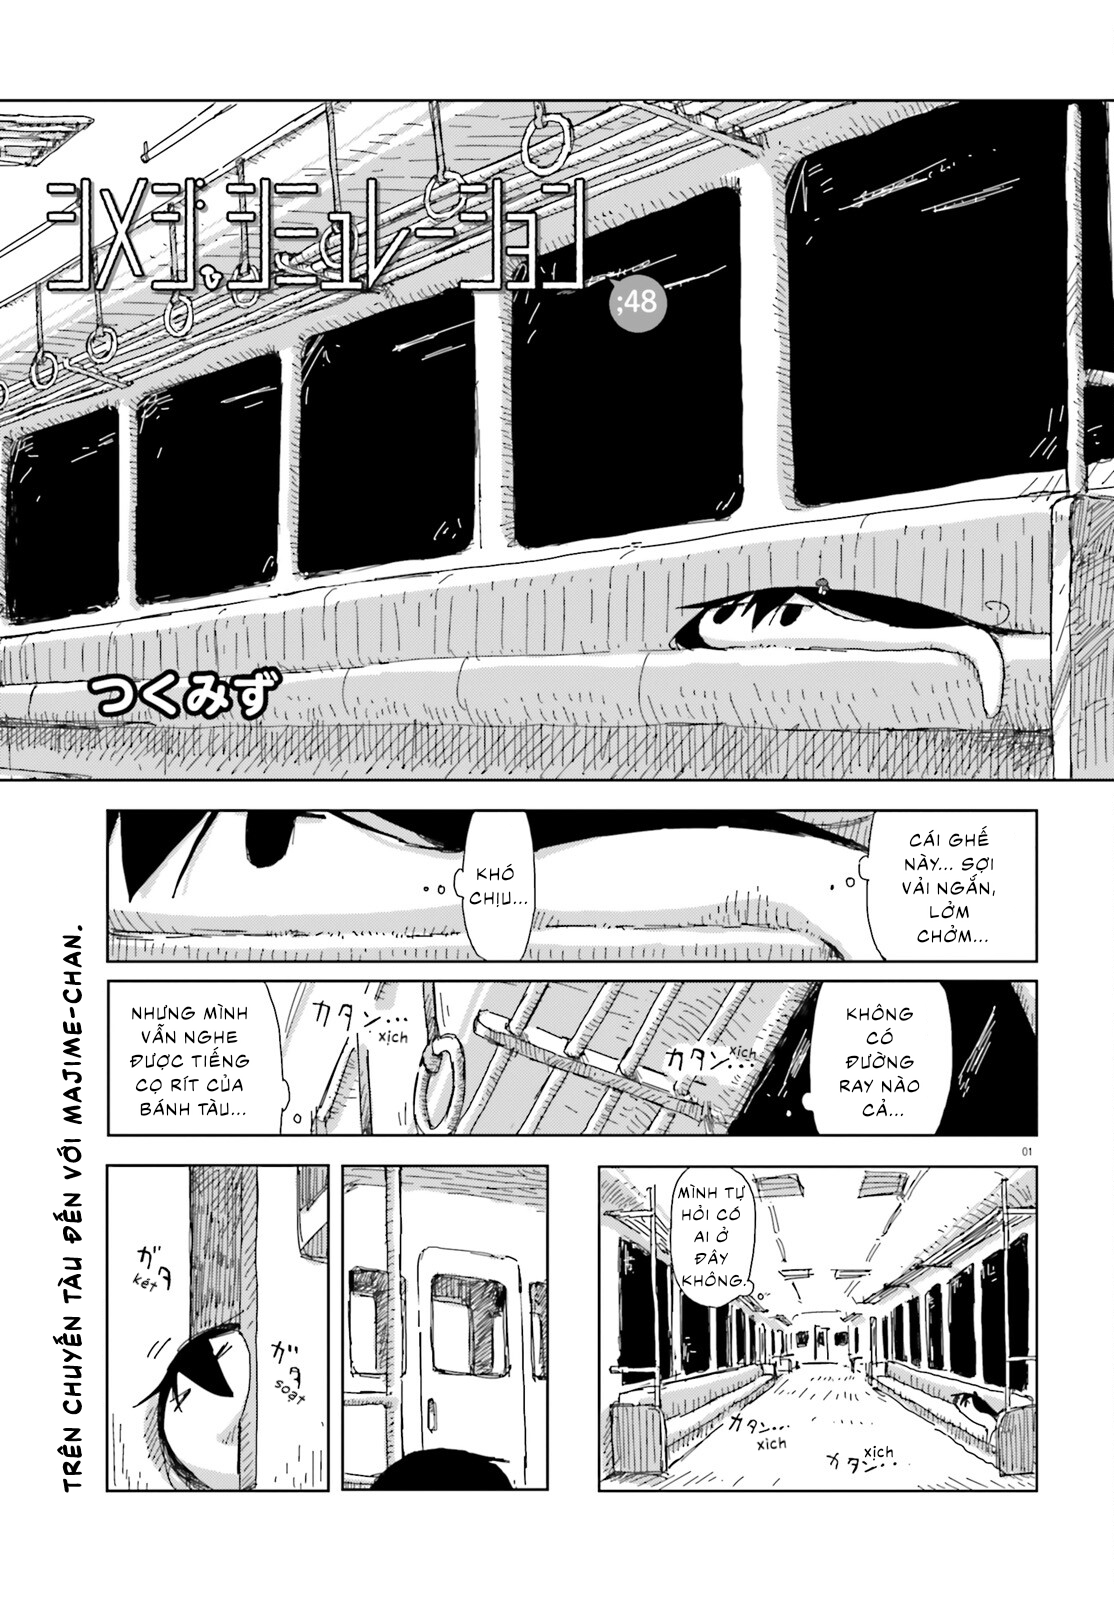 シメジシミュレーション
;48
つくみず
CÁI GHẾ
NÀY... SỢI
VẢI NGẮN,
LỞM
CHỞM...
KHÓ
CHỊU...
KHÔNG
CÓ
ĐƯỜNG
RAY NÀO
CẢ...
カタン...
xịch
カタン...
xịch
NHƯNG MÌNH
VẪN NGHE
ĐƯỢC TIẾNG
CỌ RÍT CỦA
BÁNH TÀU...
01
MÌNH TỰ
HỎI CÓ
AI Ở
ĐÂY
KHÔNG.
カタン...
xịch
カタン...
xịch
ガタ
soạt
ガタ
két
TRÊN CHUYẾN TÀU ĐẾN VỚI MAJIME-CHAN.